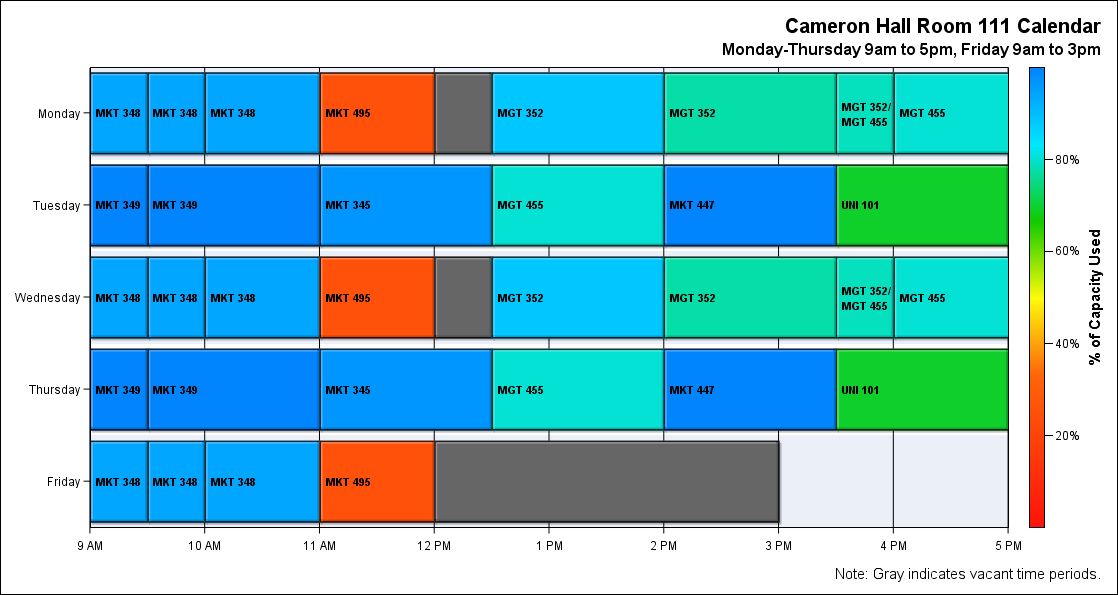 Cameron Hall Room 111 Calendar
Monday-Thursday 9am to 5pm, Friday 9am to 3pm
Monday
MKT 348
MKT 348
MKT 348
MKT 495
MGT 352
MGT 352
MGT 352/
MGT 455
MGT 455
Tuesday
MKT 349
MKT 349
MKT 345
MGT 455
MKT 447
UNI 101
Wednesday
MKT 348
MKT 348
MKT 348
MKT 495
MGT 352
MGT 352
MGT 352/
MGT 455
MGT 455
Thursday
MKT 349
MKT 349
MKT 345
MGT 455
MKT 447
UNI 101
Friday
MKT 348
MKT 348
MKT 348
MKT 495
9 AM
10 AM
11 AM
12 PM
1 PM
2 PM
3 PM
4 PM
5 PM
80%
60%
40%
20%
% of Capacity Used
Note: Gray indicates vacant time periods.